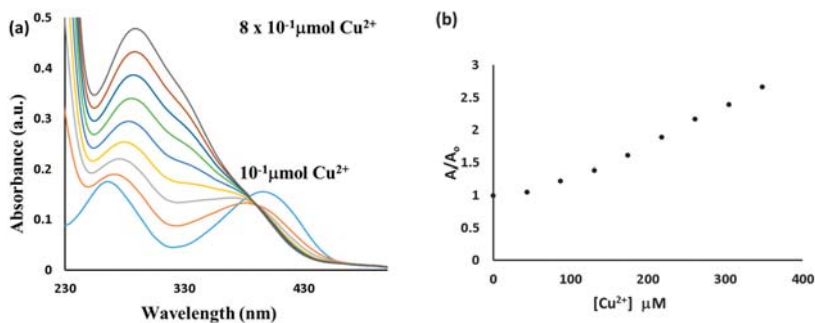 (a)
8 x 10⁻¹μmol Cu²⁺
10⁻¹μmol Cu²⁺
0.5
0.4
0.3
0.2
0.1
0
Absorbance (a.u.)
230 330 430
Wavelength (nm)
(b)
3
2.5
2
1.5
1
0.5
0
A/Aₒ
0 100 200 300 400
[Cu²⁺] μM